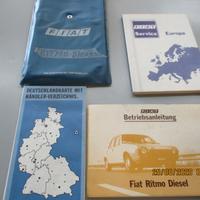 FIAT
FIAT
Service
Europa
DEUTSCHLANDKARTE MIT
HÄNDLER-VERZEICHNIS.
FIAT
Betriebsanleitung
Fiat Ritmo Diesel